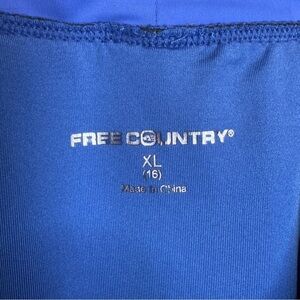 FREE COUNTRY®
XL
(16)
Made in China